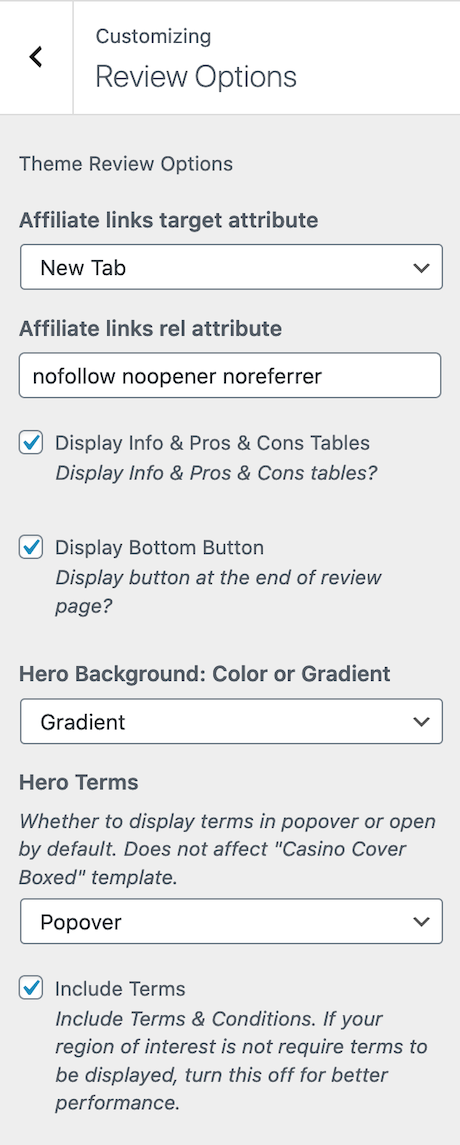 Customizing
Review Options
Theme Review Options
Affiliate links target attribute
New Tab
Affiliate links rel attribute
nofollow noopener noreferrer
Display Info & Pros & Cons Tables
Display Info & Pros & Cons tables?
Display Bottom Button
Display button at the end of review
page?
Hero Background: Color or Gradient
Gradient
Hero Terms
Whether to display terms in popover or open
by default. Does not affect "Casino Cover
Boxed" template.
Popover
Include Terms
Include Terms & Conditions. If your
region of interest is not require terms to
be displayed, turn this off for better
performance.